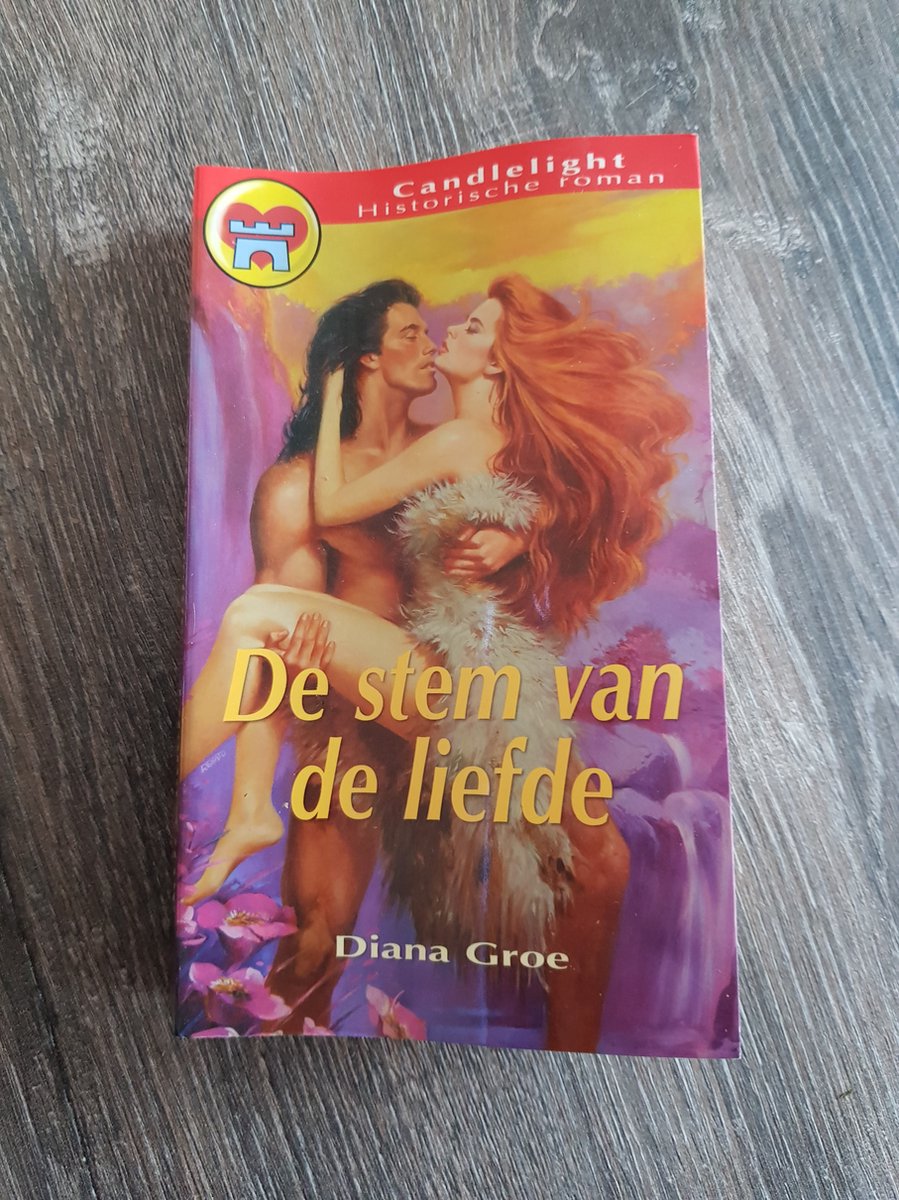 Candlelight
Historische roman
De stem van
de liefde
Diana Groe